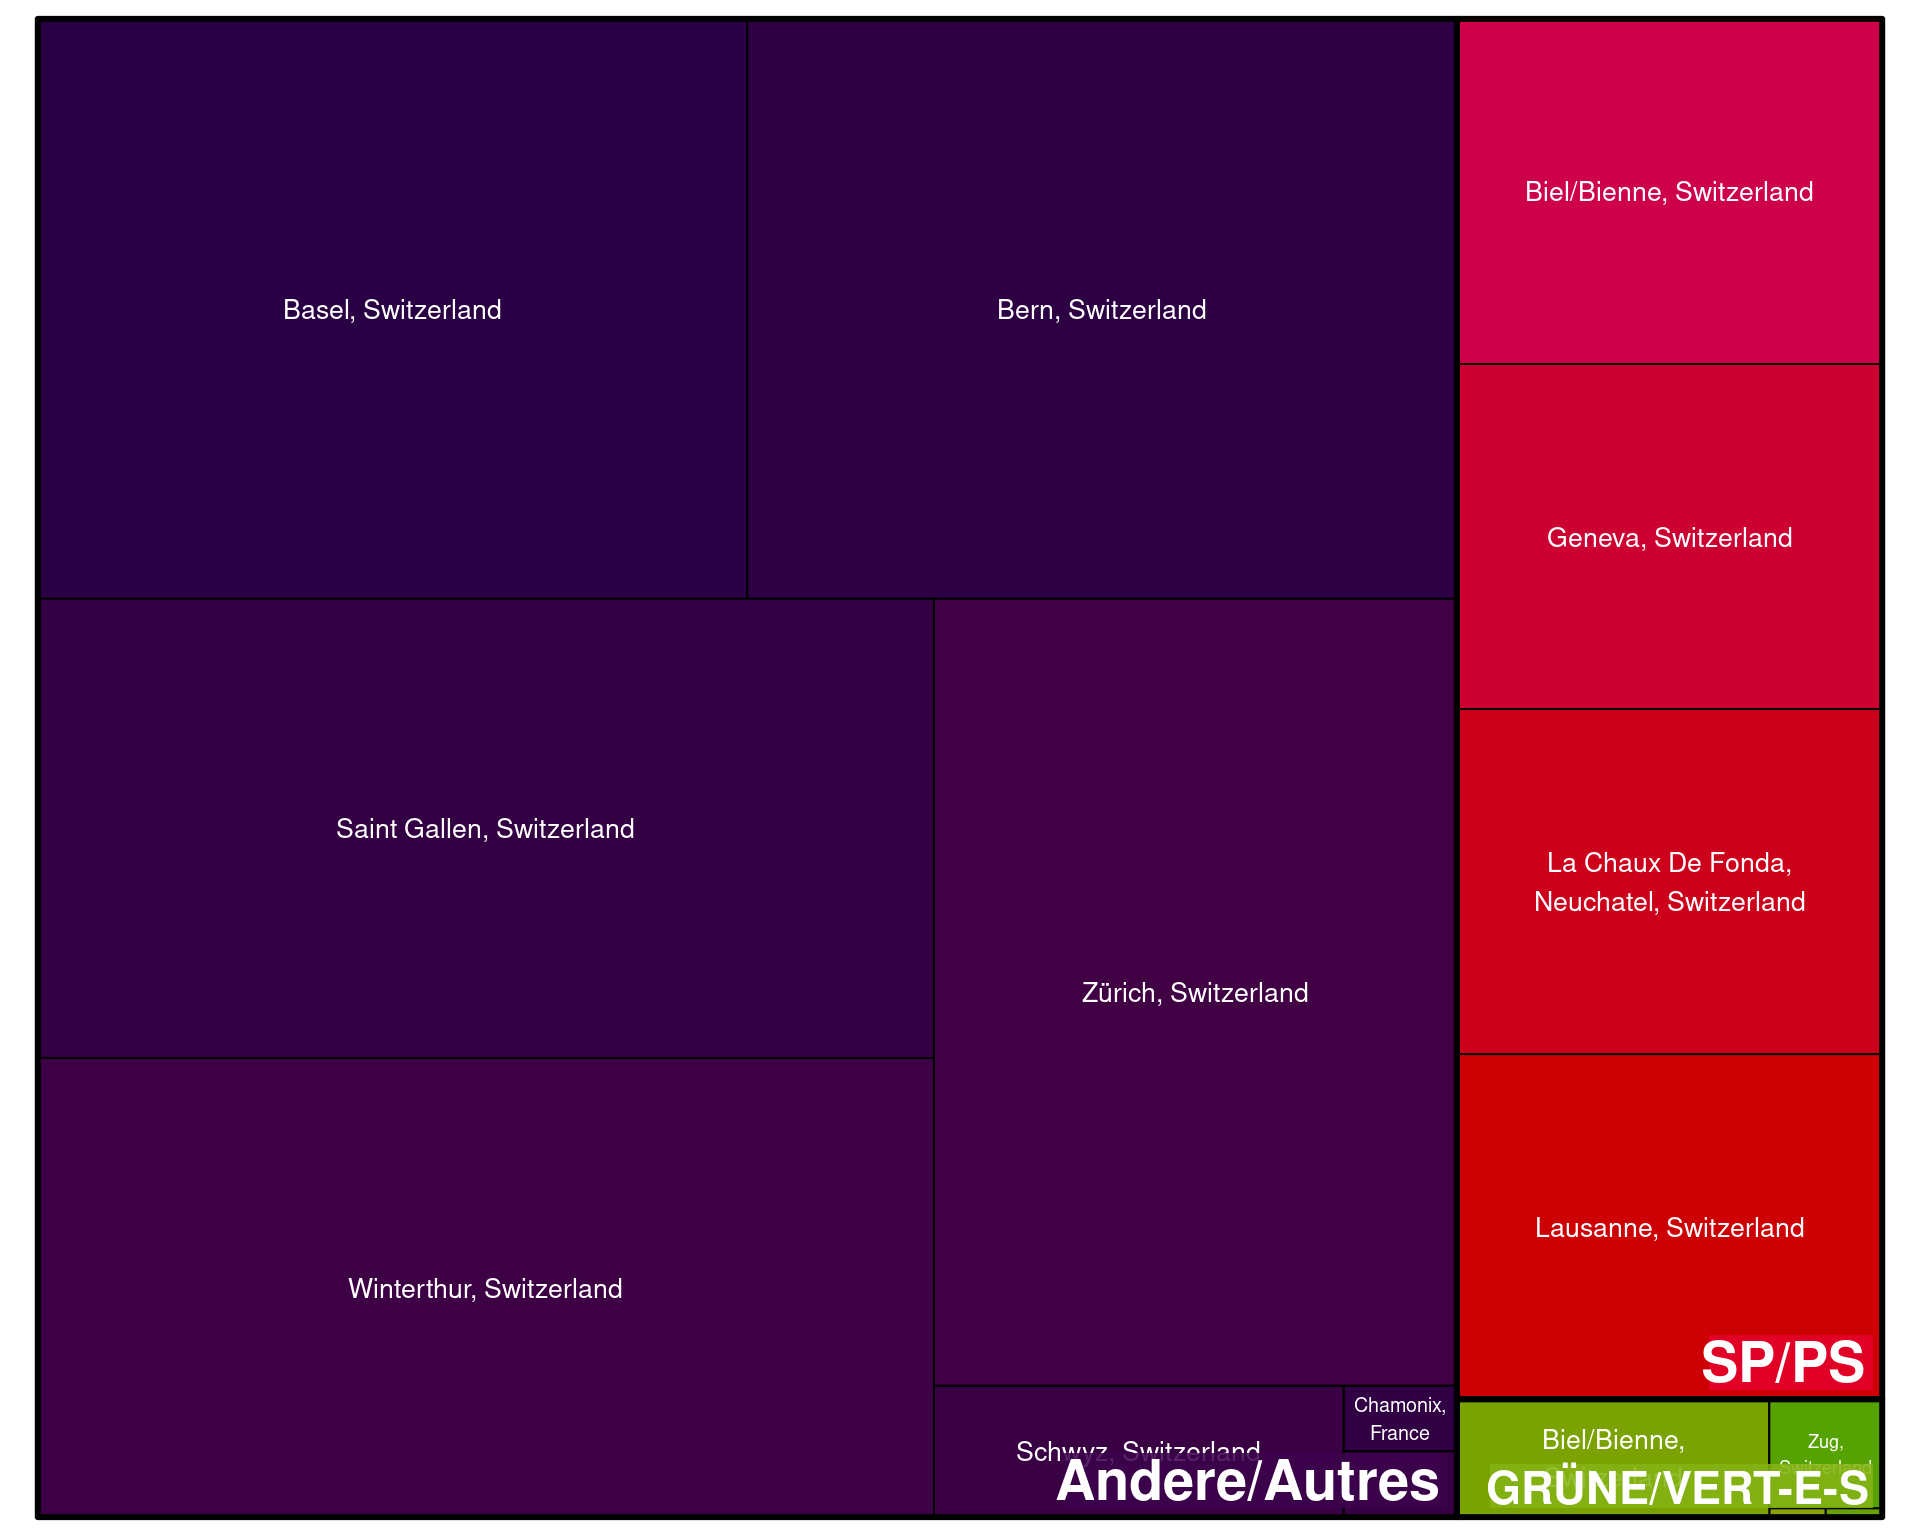 Basel, Switzerland
Bern, Switzerland
Saint Gallen, Switzerland
Winterthur, Switzerland
Zürich, Switzerland
Schwyz, Switzerland
Chamonix,
France
Andere/Autres
Biel/Bienne, Switzerland
Geneva, Switzerland
La Chaux De Fonda,
Neuchatel, Switzerland
Lausanne, Switzerland
SP/PS
Biel/Bienne,
Switzerland
Zug,
Switzerland
GRÜNE/VERT-E-S